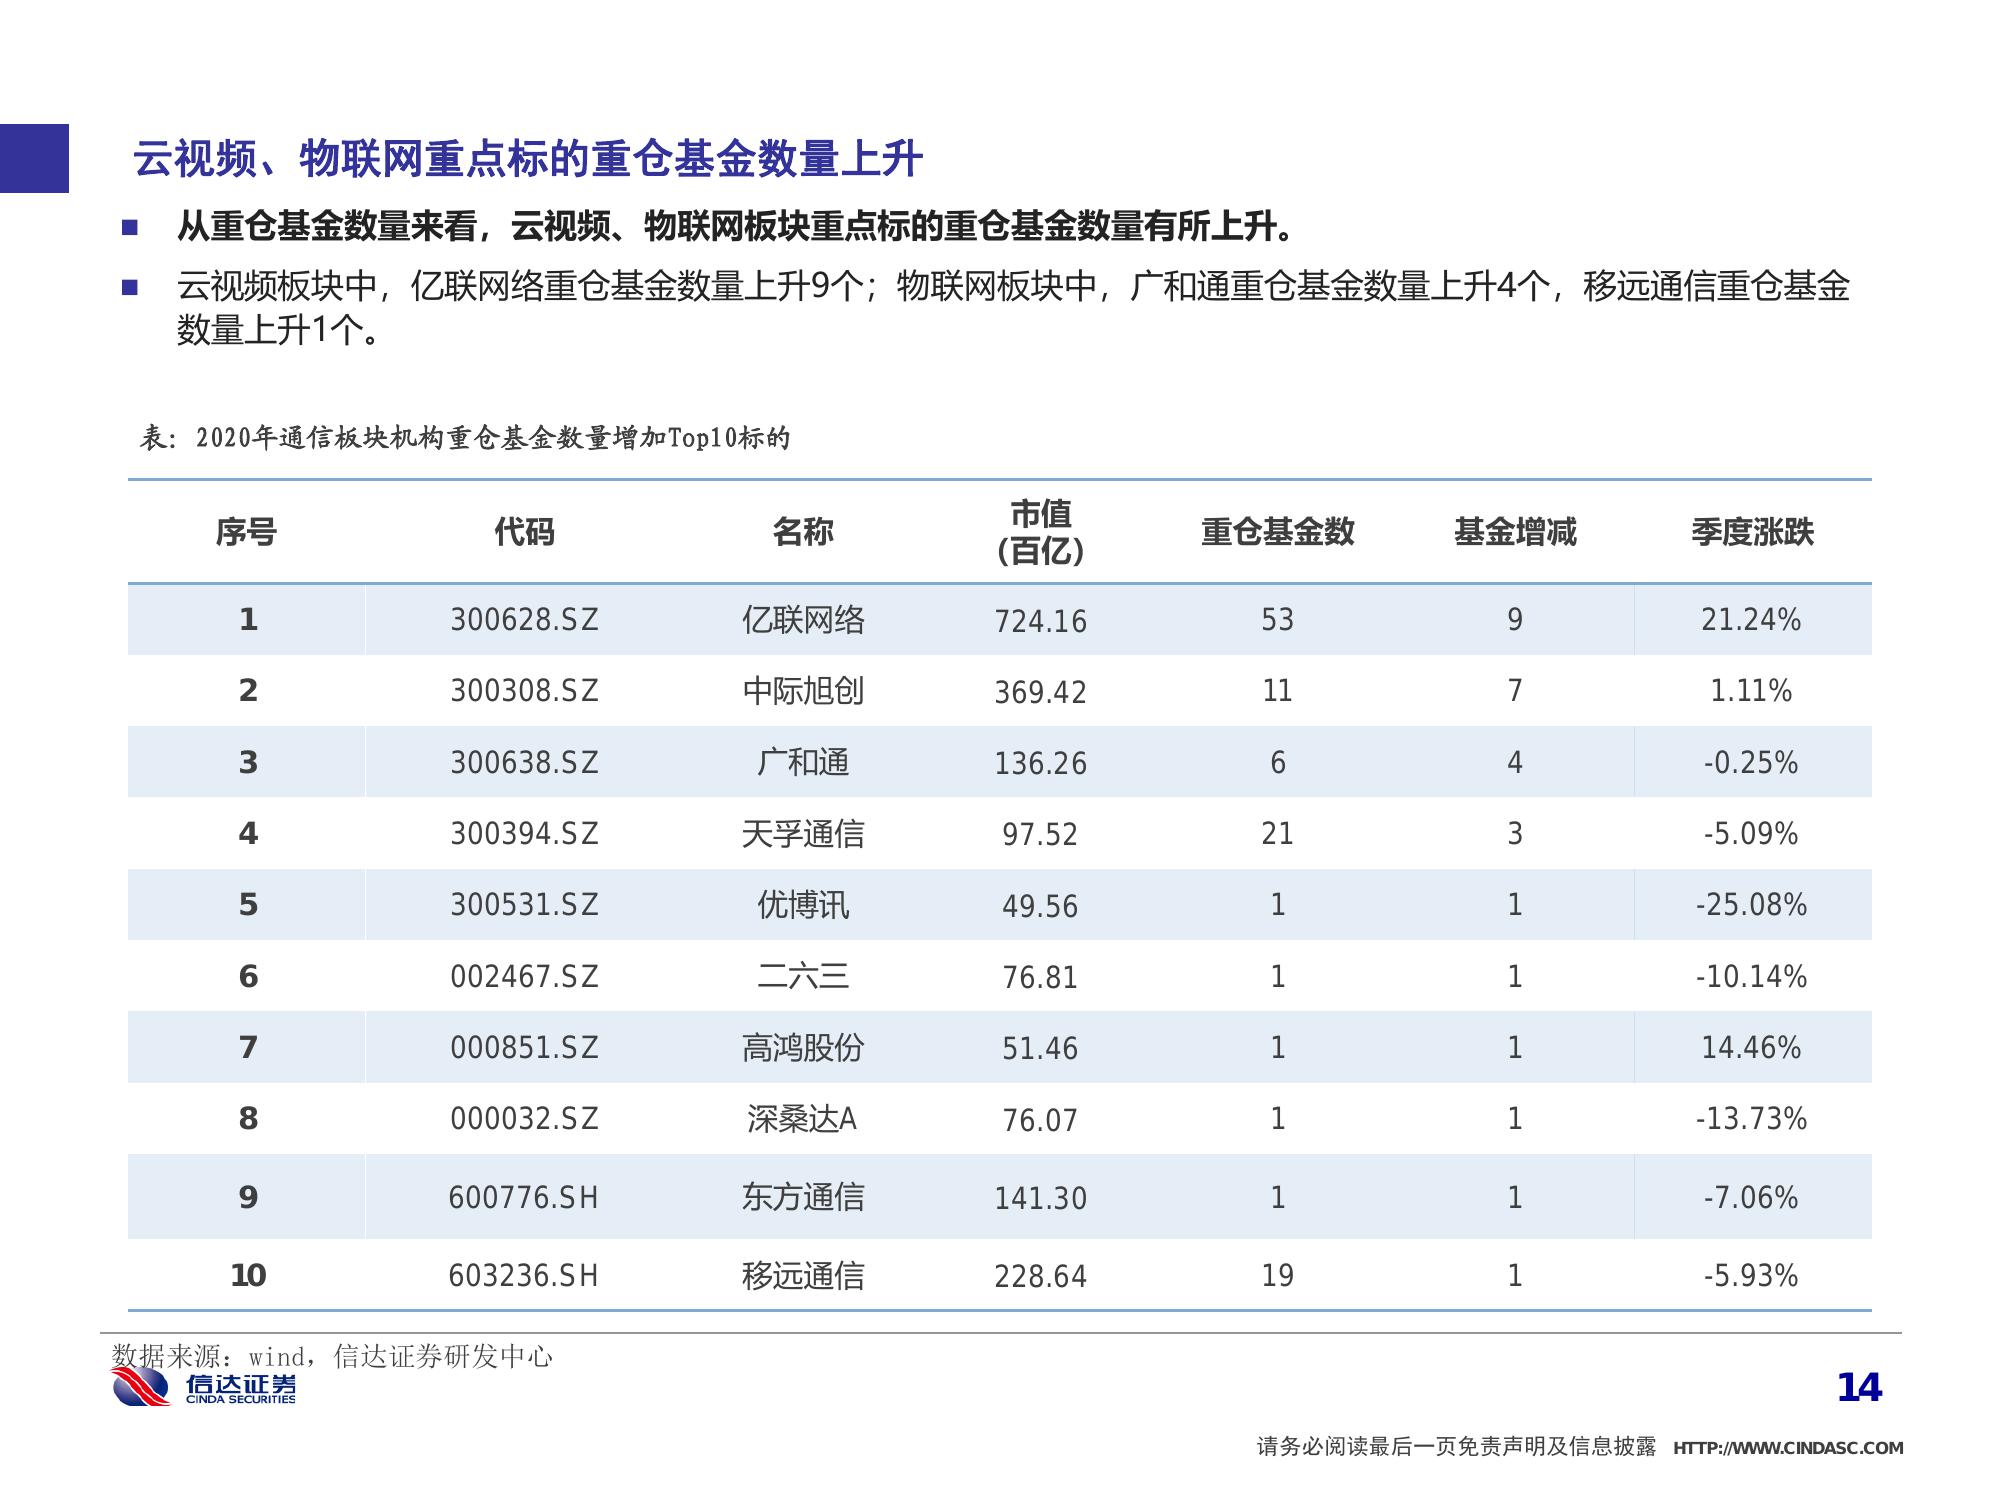 云视频、物联网重点标的重仓基金数量上升
从重仓基金数量来看，云视频、物联网板块重点标的重仓基金数量有所上升。
云视频板块中，亿联网络重仓基金数量上升9个；物联网板块中，广和通重仓基金数量上升4个，移远通信重仓基金
数量上升1个。
表：2020年通信板块机构重仓基金数量增加Top10标的
序号 代码 名称 市值（百亿） 重仓基金数 基金增减 季度涨跌
1 300628.SZ 亿联网络 724.16 53 9 21.24%
2 300308.SZ 中际旭创 369.42 11 7 1.11%
3 300638.SZ 广和通 136.26 6 4 -0.25%
4 300394.SZ 天孚通信 97.52 21 3 -5.09%
5 300531.SZ 优博讯 49.56 1 1 -25.08%
6 002467.SZ 二六三 76.81 1 1 -10.14%
7 000851.SZ 高鸿股份 51.46 1 1 14.46%
8 000032.SZ 深桑达A 76.07 1 1 -13.73%
9 600776.SH 东方通信 141.30 1 1 -7.06%
10 603236.SH 移远通信 228.64 19 1 -5.93%
数据来源：wind，信达证券研发中心
信达证券
CINDA SECURITIES
14
请务必阅读最后一页免责声明及信息披露 HTTP://WWW.CINDASC.COM